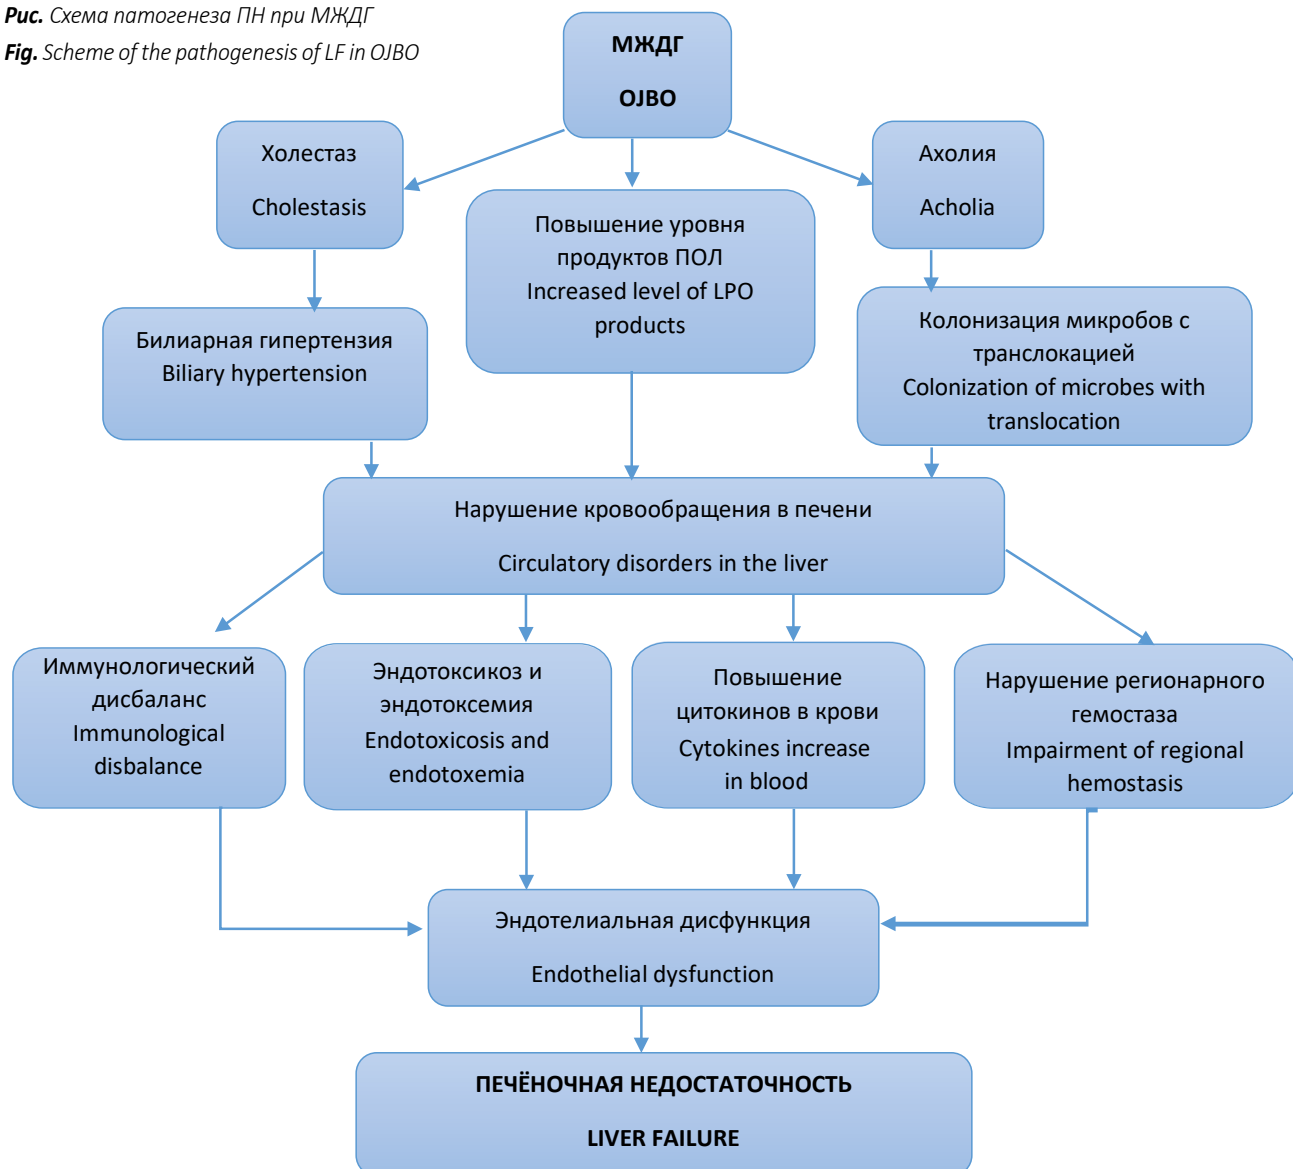 Рис. Схема патогенеза ПН при МЖДГ
Fig. Scheme of the pathogenesis of LF in OJBO
МЖДГ
OJBO
Холестаз
Cholestasis
Повышение уровня
продуктов ПОЛ
Increased level of LPO
products
Ахолия
Acholia
Билиарная гипертензия
Biliary hypertension
Колонизация микробов с
транслокацией
Colonization of microbes with
translocation
Нарушение кровообращения в печени
Circulatory disorders in the liver
Иммунологический
дисбаланс
Immunological
disbalance
Эндотоксикоз и
эндотоксемия
Endotoxicosis and
endotoxemia
Повышение
цитокинов в крови
Cytokines increase
in blood
Нарушение регионарного
гемостаза
Impairment of regional
hemostasis
Эндотелиальная дисфункция
Endothelial dysfunction
ПЕЧЁНОЧНАЯ НЕДОСТАТОЧНОСТЬ
LIVER FAILURE